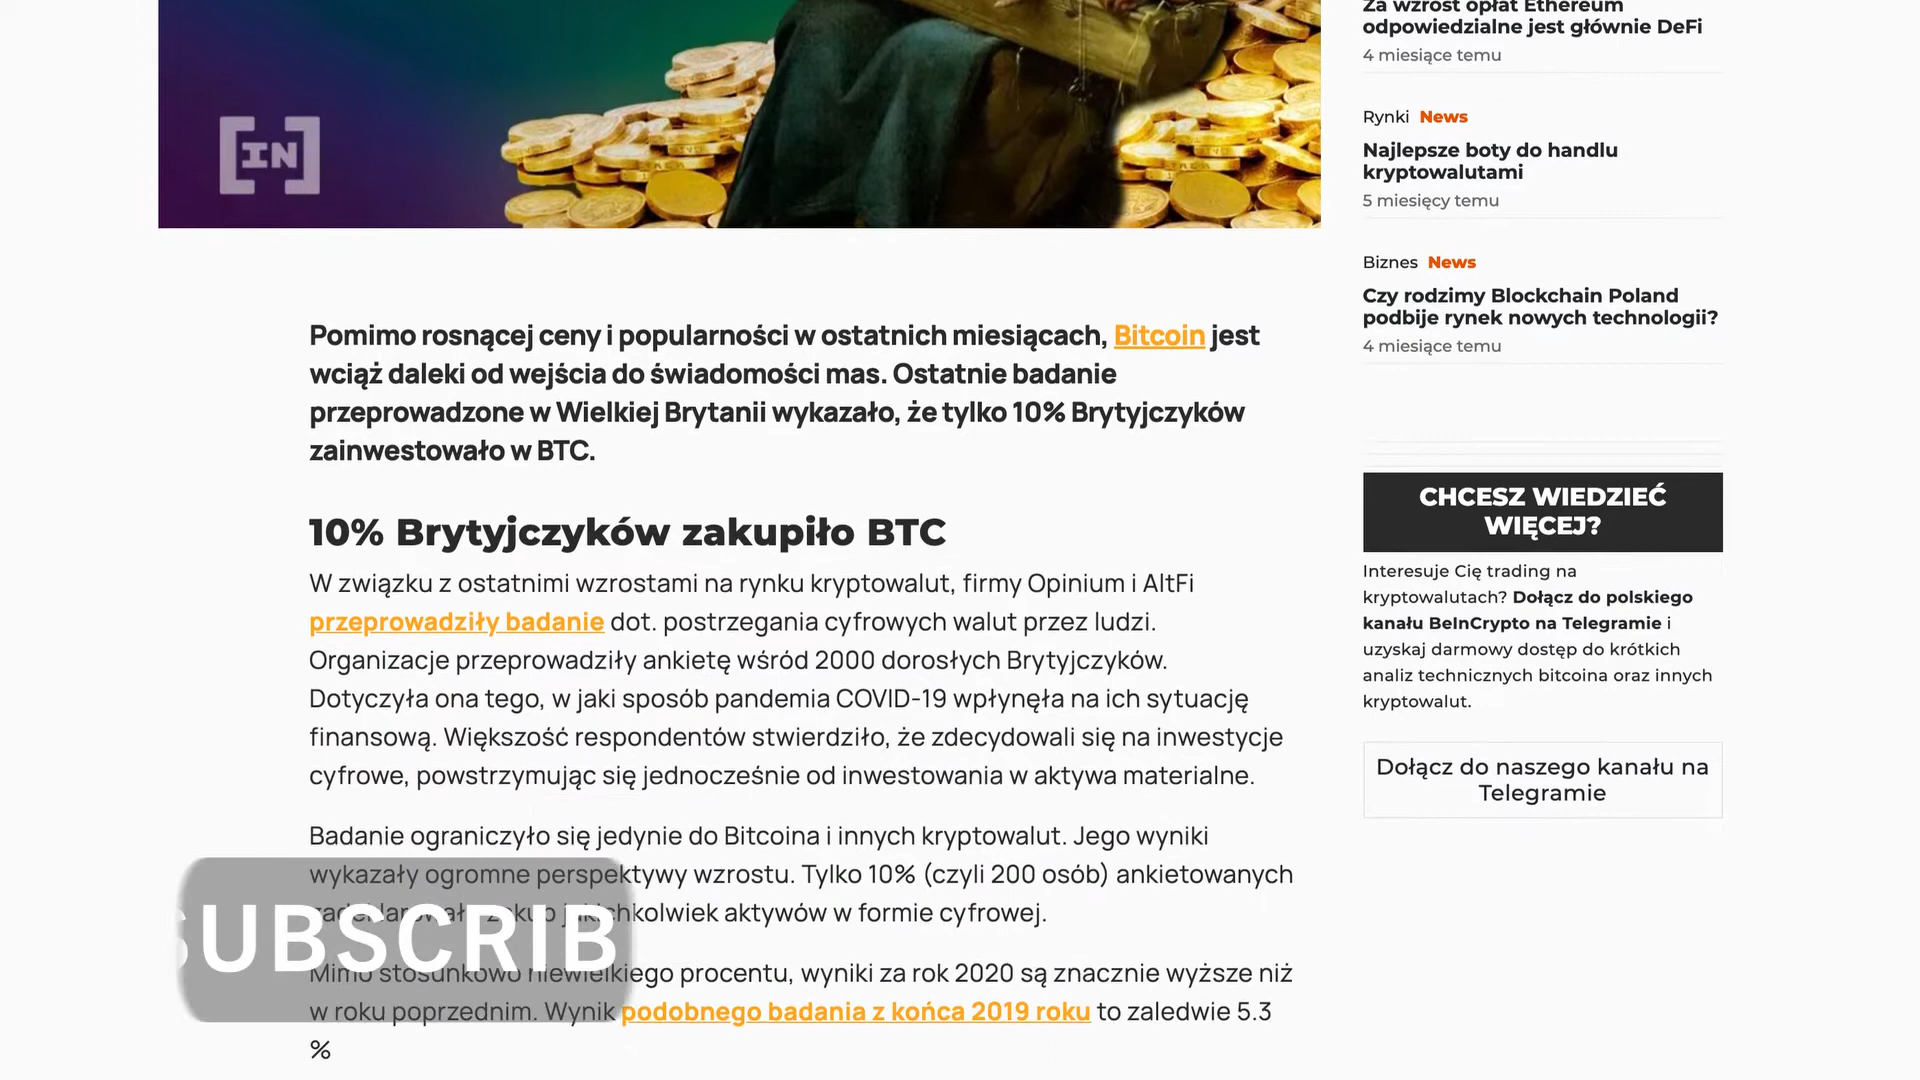 [IN]
Pomimo rosnącej ceny i popularności w ostatnich miesiącach, Bitcoin jest
wciąż daleki od wejścia do świadomości mas. Ostatnie badanie
przeprowadzone w Wielkiej Brytanii wykazało, że tylko 10% Brytyjczyków
zainwestowało w BTC.
10% Brytyjczyków zakupiło BTC
W związku z ostatnimi wzrostami na rynku kryptowalut, firmy Opinium i AltFi
przeprowadziły badanie dot. postrzegania cyfrowych walut przez ludzi.
Organizacje przeprowadziły ankietę wśród 2000 dorosłych Brytyjczyków.
Dotyczyła ona tego, w jaki sposób pandemia COVID-19 wpłynęła na ich sytuację
finansową. Większość respondentów stwierdziło, że zdecydowali się na inwestycje
cyfrowe, powstrzymując się jednocześnie od inwestowania w aktywa materialne.
Badanie ograniczyło się jedynie do Bitcoina i innych kryptowalut. Jego wyniki
wykazały ogromne perspektywy wzrostu. Tylko 10% (czyli 200 osób) ankietowanych
zakup jakichkolwiek aktywów w formie cyfrowej.
Mimo stosunkowo niewielkiego procentu, wyniki za rok 2020 są znacznie wyższe niż
w roku poprzednim. Wynik podobnego badania z końca 2019 roku to zaledwie 5.3
%
SUBSCRIB
Za wzrost opłat Ethereum
odpowiedzialne jest głównie DeFi
4 miesiące temu
Rynki News
Najlepsze boty do handlu
kryptowalutami
5 miesięcy temu
Biznes News
Czy rodzimy Blockchain Poland
podbije rynek nowych technologii?
4 miesiące temu
CHCESZ WIEDZIEĆ
WIĘCEJ?
Interesuje Cię trading na
kryptowalutach? Dołącz do polskiego
kanału BeInCrypto na Telegramie i
uzyskaj darmowy dostęp do krótkich
analiz technicznych bitcoina oraz innych
kryptowalut.
Dołącz do naszego kanału na
Telegramie